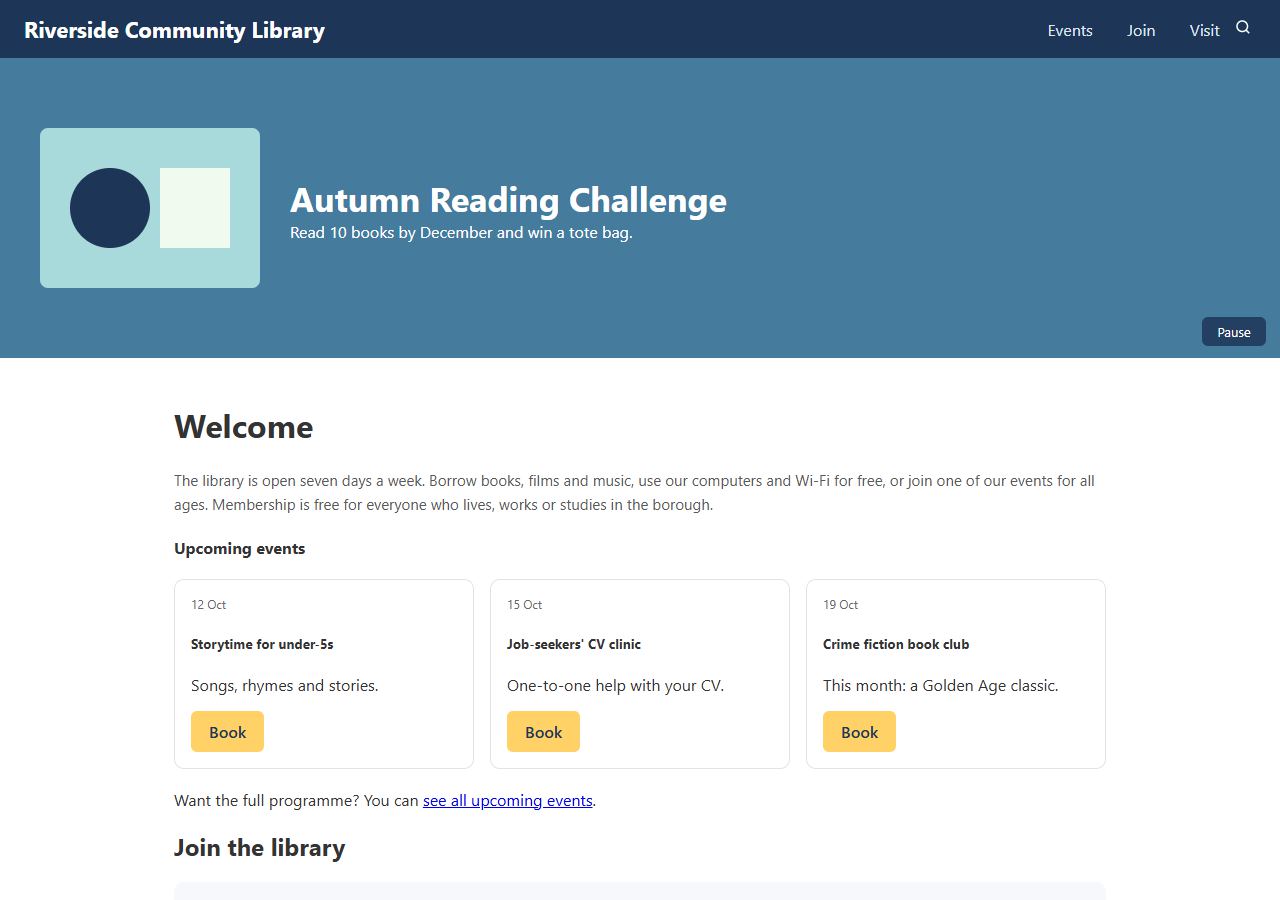 Riverside Community Library
Events Join Visit
Autumn Reading Challenge
Read 10 books by December and win a tote bag.
Pause
Welcome
The library is open seven days a week. Borrow books, films and music, use our computers and Wi-Fi for free, or join one of our events for all
ages. Membership is free for everyone who lives, works or studies in the borough.
Upcoming events
12 Oct
Storytime for under-5s
Songs, rhymes and stories.
Book
15 Oct
Job-seekers' CV clinic
One-to-one help with your CV.
Book
19 Oct
Crime fiction book club
This month: a Golden Age classic.
Book
Want the full programme? You can see all upcoming events.
Join the library